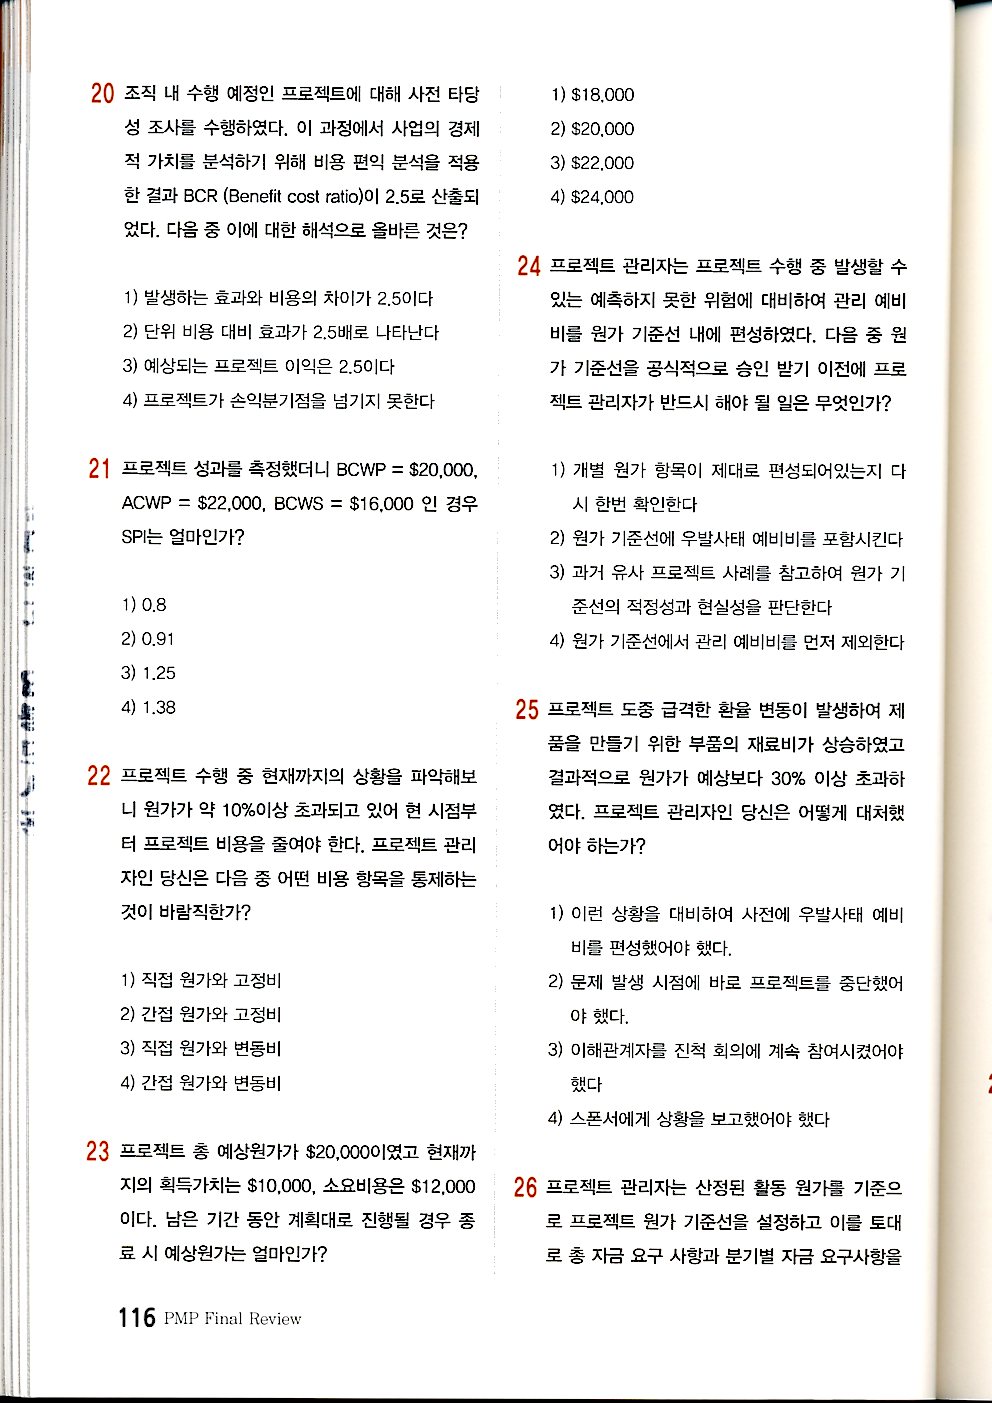 20 조직 내 수행 예정인 프로젝트에 대해 사전 타당
성 조사를 수행하였다. 이 과정에서 사업의 경제
적 가치를 분석하기 위해 비용 편익 분석을 적용
한 결과 BCR (Benefit cost ratio)이 2.5로 산출되
었다. 다음 중 이에 대한 해석으로 올바른 것은?
1) 발생하는 효과와 비용의 차이가 2.5이다
2) 단위 비용 대비 효과가 2.5배로 나타난다
3) 예상되는 프로젝트 이익은 2.5이다
4) 프로젝트가 손익분기점을 넘기지 못한다
21 프로젝트 성과를 측정했더니 BCWP = $20,000,
ACWP = $22,000, BCWS = $16,000 인 경우
SPI는 얼마인가?
1) 0.8
2) 0.91
3) 1.25
4) 1.38
22 프로젝트 수행 중 현재까지의 상황을 파악해보
니 원가가 약 10%이상 초과되고 있어 현 시점부
터 프로젝트 비용을 줄여야 한다. 프로젝트 관리
자인 당신은 다음 중 어떤 비용 항목을 통제하는
것이 바람직한가?
1) 직접 원가와 고정비
2) 간접 원가와 고정비
3) 직접 원가와 변동비
4) 간접 원가와 변동비
23 프로젝트 총 예상원가가 $20,000이였고 현재까
지의 획득가치는 $10,000, 소요비용은 $12,000
이다. 남은 기간 동안 계획대로 진행될 경우 종
료 시 예상원가는 얼마인가?
1) $18,000
2) $20,000
3) $22,000
4) $24,000
24 프로젝트 관리자는 프로젝트 수행 중 발생할 수
있는 예측하지 못한 위험에 대비하여 관리 예비
비를 원가 기준선 내에 편성하였다. 다음 중 원
가 기준선을 공식적으로 승인 받기 이전에 프로
젝트 관리자가 반드시 해야 될 일은 무엇인가?
1) 개별 원가 항목이 제대로 편성되어있는지 다
시 한번 확인한다
2) 원가 기준선에 우발사태 예비비를 포함시킨다
3) 과거 유사 프로젝트 사례를 참고하여 원가 기
준선의 적정성과 현실성을 판단한다
4) 원가 기준선에서 관리 예비비를 먼저 제외한다
25 프로젝트 도중 급격한 환율 변동이 발생하여 제
품을 만들기 위한 부품의 재료비가 상승하였고
결과적으로 원가가 예상보다 30% 이상 초과하
였다. 프로젝트 관리자인 당신은 어떻게 대처했
어야 하는가?
1) 이런 상황을 대비하여 사전에 우발사태 예비
비를 편성했어야 했다.
2) 문제 발생 시점에 바로 프로젝트를 중단했어
야 했다.
3) 이해관계자를 진척 회의에 계속 참여시켰어야
했다
4) 스폰서에게 상황을 보고했어야 했다
26 프로젝트 관리자는 산정된 활동 원가를 기준으
로 프로젝트 원가 기준선을 설정하고 이를 토대
로 총 자금 요구 사항과 분기별 자금 요구사항을
116 PMP Final Review